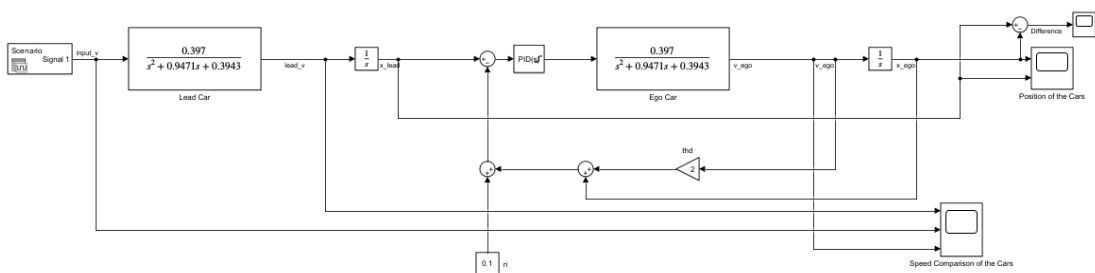 Scenario
Signal 1
input_v
0.397
s² + 0.9471s + 0.3943
Lead Car
lead_v
1
s
x_lead
+
−
PID(s)
0.397
s² + 0.9471s + 0.3943
Ego Car
v_ego
v_ego
1
s
x_ego
+
−
Difference
Position of the Cars
thd
2
+
+
+
+
0.1
ri
Speed Comparison of the Cars